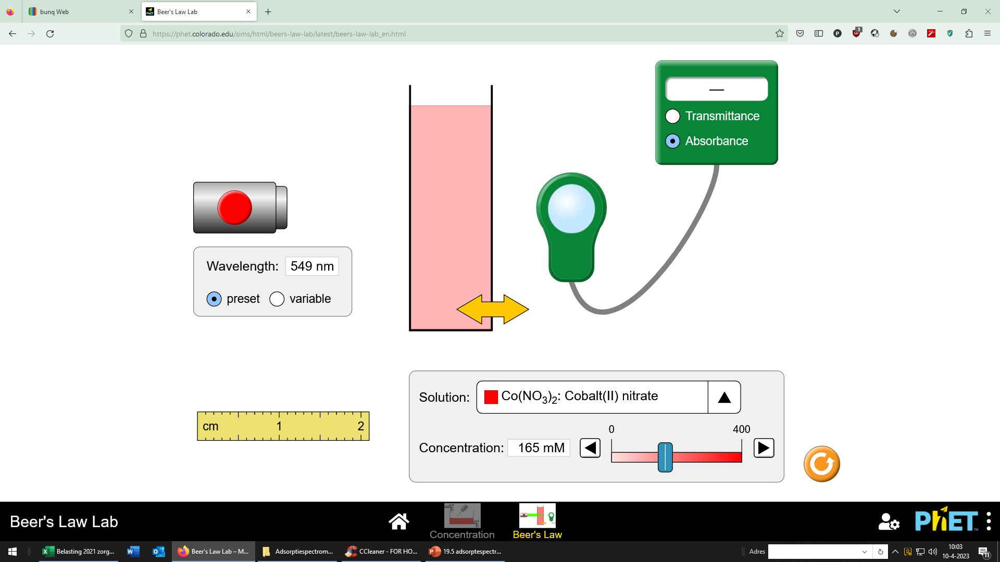 bunq Web
Beer's Law Lab
https://phet.colorado.edu/sims/html/beers-law-lab/latest/beers-law-lab_en.html
1
—
Transmittance
Absorbance
Wavelength: 549 nm
preset variable
Solution: Co(NO3)2: Cobalt(II) nitrate
cm 1 2
0 400
Concentration: 165 mM
Beer's Law Lab
Concentration
Beer's Law
PhET
Belasting 2021 zorg...
Beer's Law Lab – M...
Adsorptiespectrom...
CCleaner - FOR HO...
19.5 adsorptespectr...
Adres
10:03
10-4-2023
11